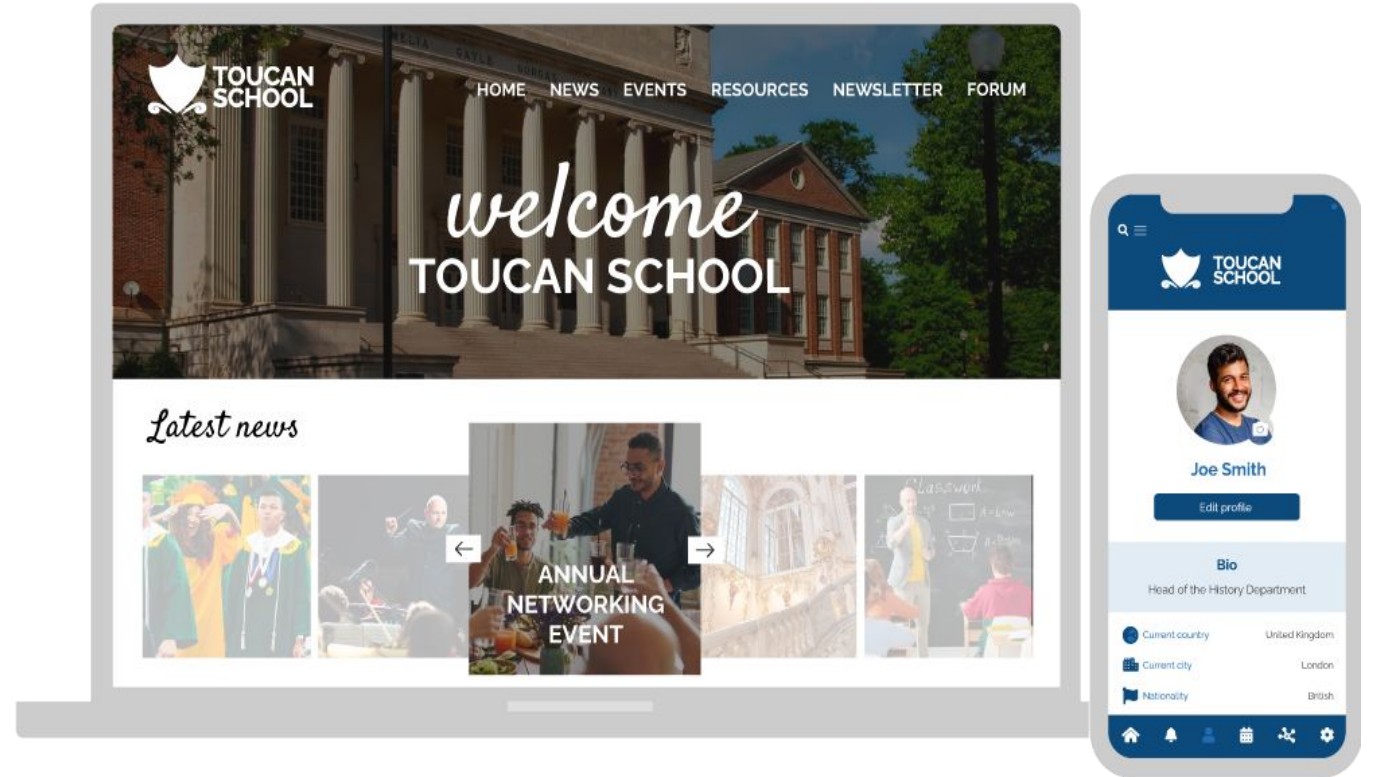 TOUCAN
SCHOOL
HOME NEWS EVENTS RESOURCES NEWSLETTER FORUM
welcome
TOUCAN SCHOOL
Latest news
ANNUAL
NETWORKING
EVENT
Classwork
TOUCAN
SCHOOL
Joe Smith
Edit profile
Bio
Head of the History Department
Current country United Kingdom
Current city London
Nationality British